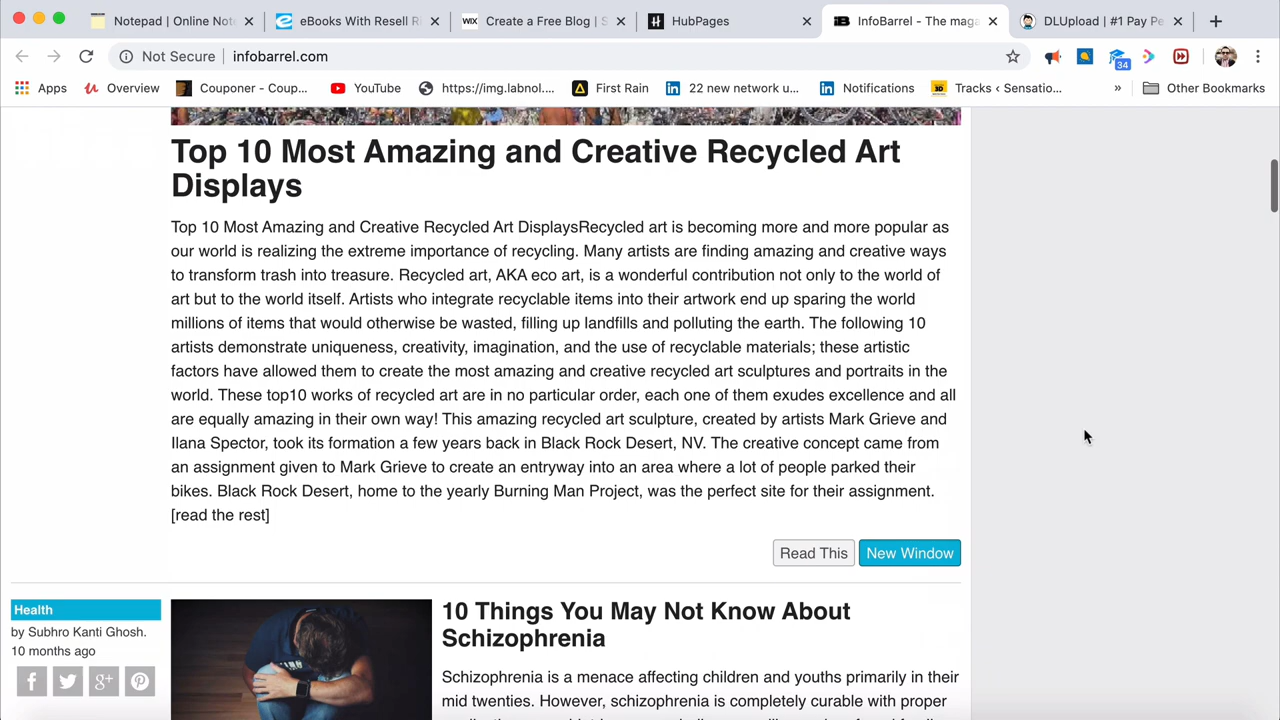 Notepad | Online Not
eBooks With Resell R
WIX
Create a Free Blog | S
HubPages
InfoBarrel - The maga
DLUpload | #1 Pay Pe
Not Secure
infobarrel.com
34
Apps
Overview
Couponer - Coup...
YouTube
https://img.labnol....
First Rain
22 new network u...
Notifications
Tracks ‹ Sensatio...
»
Other Bookmarks
Top 10 Most Amazing and Creative Recycled Art
Displays
Top 10 Most Amazing and Creative Recycled Art DisplaysRecycled art is becoming more and more popular as
our world is realizing the extreme importance of recycling. Many artists are finding amazing and creative ways
to transform trash into treasure. Recycled art, AKA eco art, is a wonderful contribution not only to the world of
art but to the world itself. Artists who integrate recyclable items into their artwork end up sparing the world
millions of items that would otherwise be wasted, filling up landfills and polluting the earth. The following 10
artists demonstrate uniqueness, creativity, imagination, and the use of recyclable materials; these artistic
factors have allowed them to create the most amazing and creative recycled art sculptures and portraits in the
world. These top10 works of recycled art are in no particular order, each one of them exudes excellence and all
are equally amazing in their own way! This amazing recycled art sculpture, created by artists Mark Grieve and
Ilana Spector, took its formation a few years back in Black Rock Desert, NV. The creative concept came from
an assignment given to Mark Grieve to create an entryway into an area where a lot of people parked their
bikes. Black Rock Desert, home to the yearly Burning Man Project, was the perfect site for their assignment.
[read the rest]
Read This
New Window
Health
by Subhro Kanti Ghosh.
10 months ago
10 Things You May Not Know About
Schizophrenia
Schizophrenia is a menace affecting children and youths primarily in their
mid twenties. However, schizophrenia is completely curable with proper